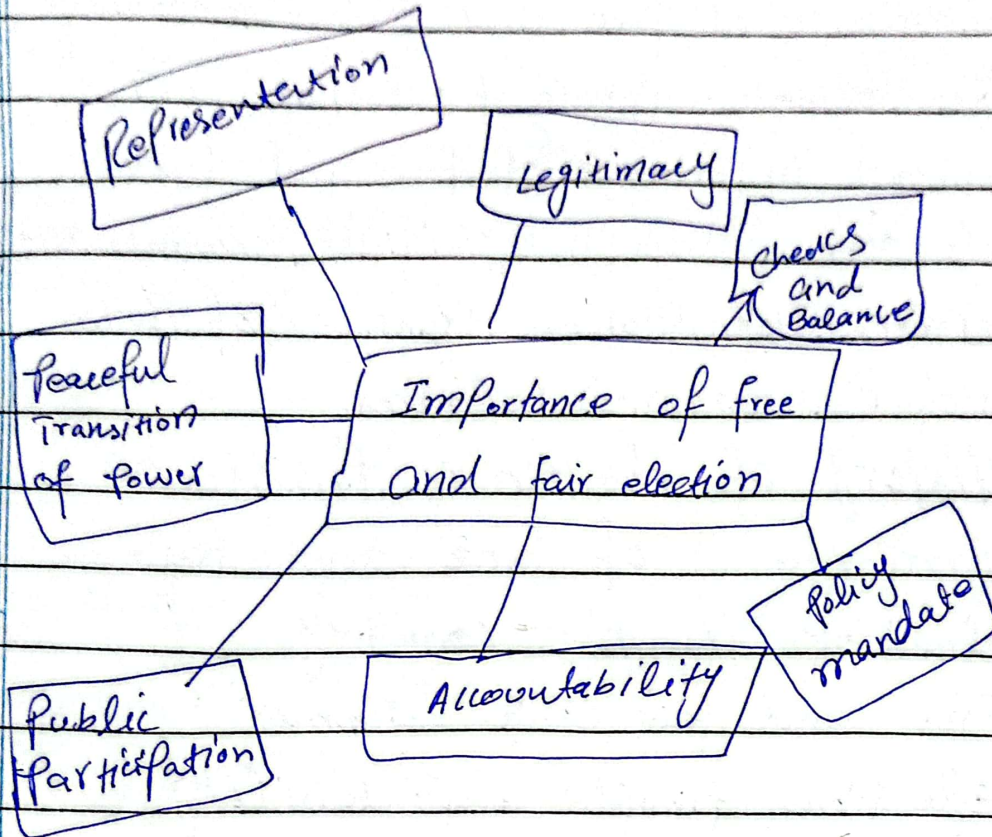 Representation
Legitimacy
Checks
and
Balance
Peaceful
Transition
of power
Importance of free
and fair election
Policy
mandate
Accountability
Public
Participation